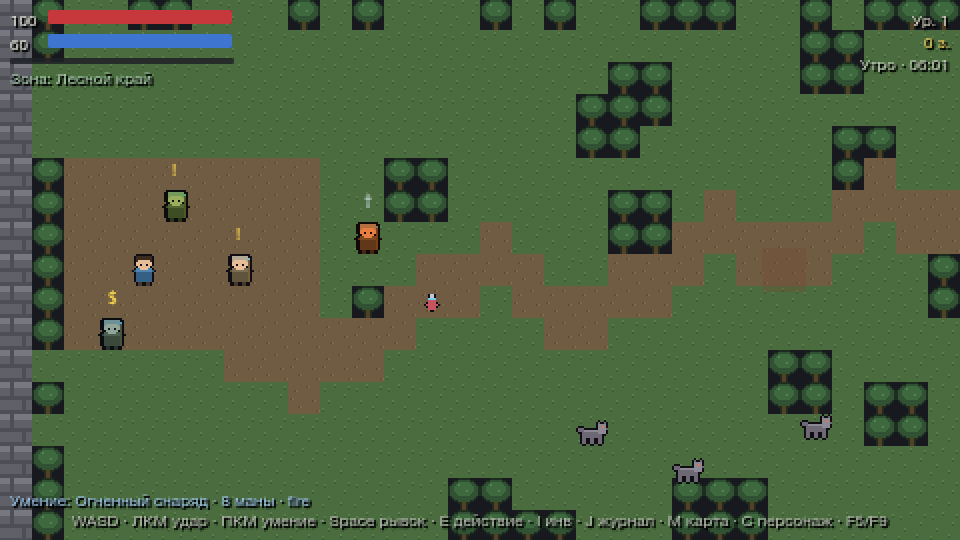 100
Ур. 1
60
0 з.
Утро · 06:01
Зона: Лесной край
!
!
$
Умение: Огненный снаряд · 8 маны · fire
WASD · ЛКМ удар · ПКМ умение · Space рывок · E действие · I инв · J журнал · M карта · C персонаж · F5/F9